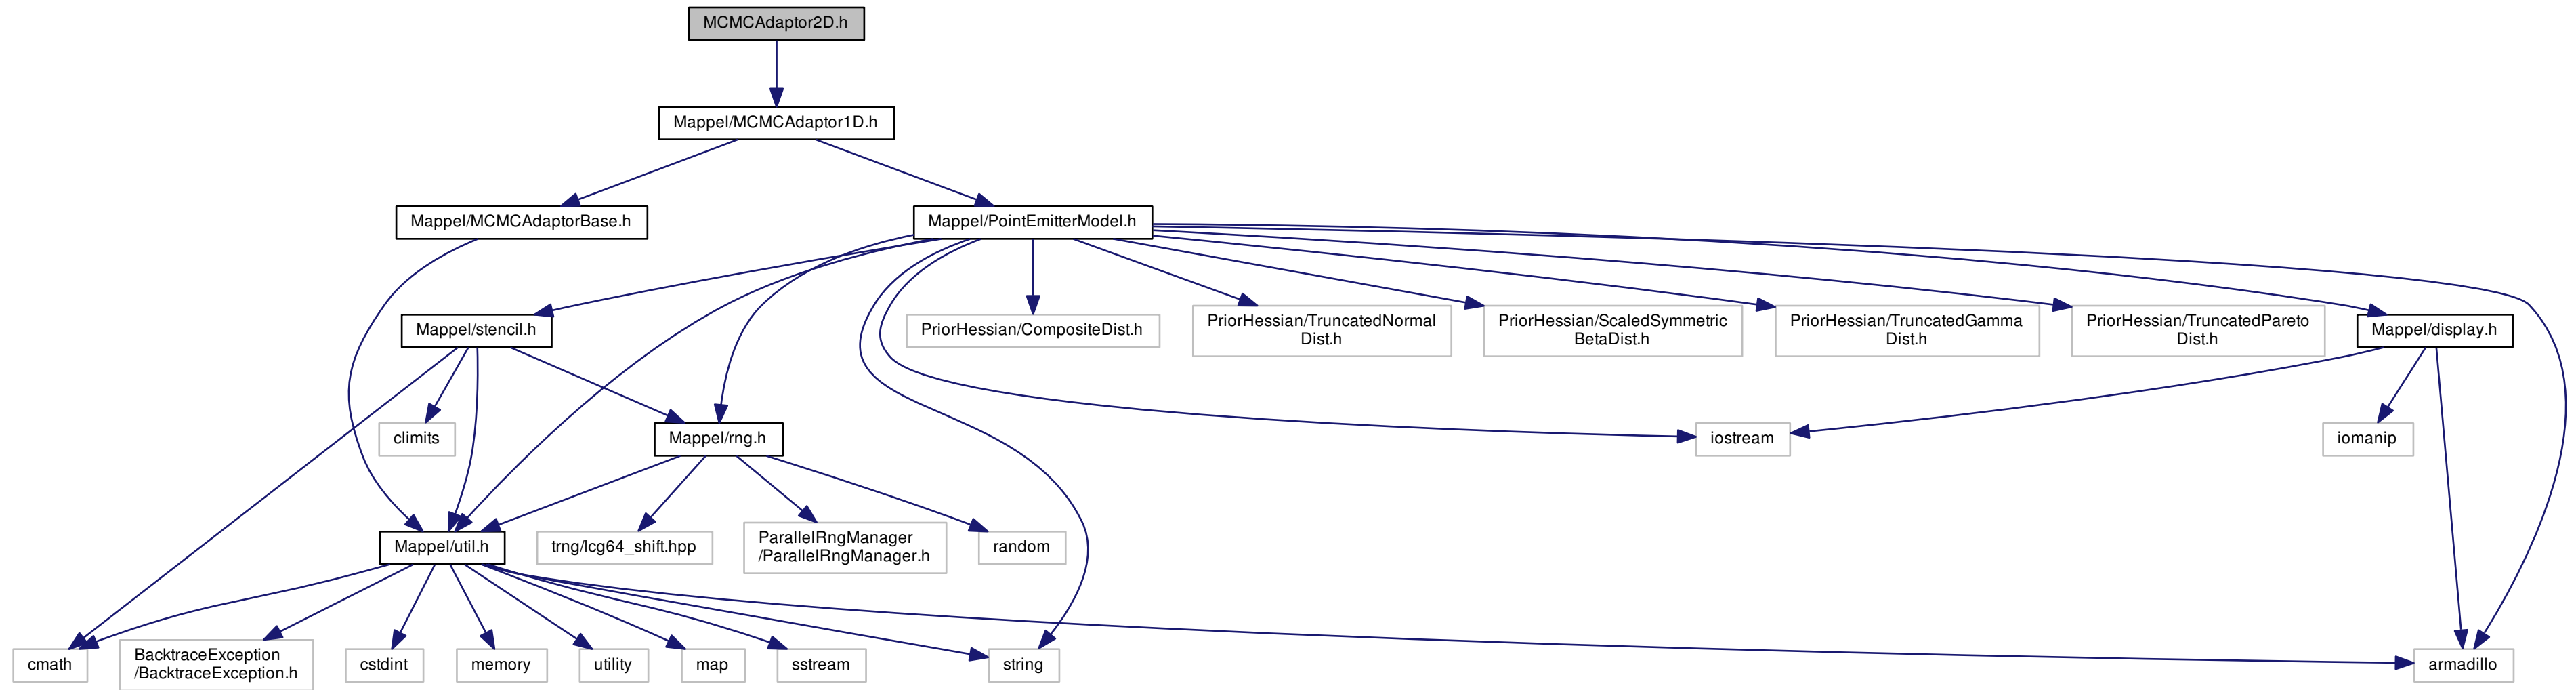 MCMCAdaptor2D.h
Mappel/MCMCAdaptor1D.h
Mappel/MCMCAdaptorBase.h
Mappel/PointEmitterModel.h
Mappel/stencil.h
PriorHessian/CompositeDist.h
PriorHessian/TruncatedNormal
Dist.h
PriorHessian/ScaledSymmetric
BetaDist.h
PriorHessian/TruncatedGamma
Dist.h
PriorHessian/TruncatedPareto
Dist.h
Mappel/display.h
climits
Mappel/rng.h
iostream
iomanip
Mappel/util.h
trng/lcg64_shift.hpp
ParallelRngManager
/ParallelRngManager.h
random
cmath
BacktraceException
/BacktraceException.h
cstdint
memory
utility
map
sstream
string
armadillo